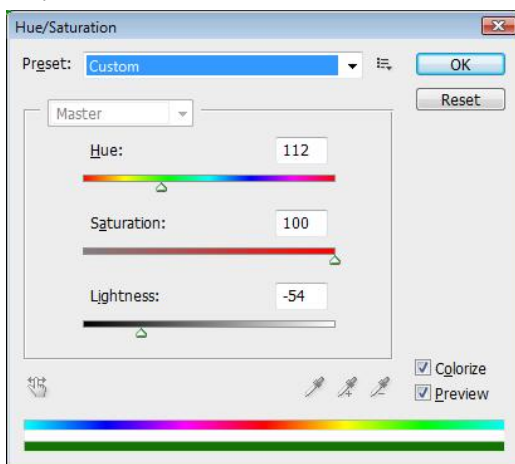 Hue/Saturation
Preset: Custom
OK
Reset
Master
Hue: 112
Saturation: 100
Lightness: -54
Colorize
Preview